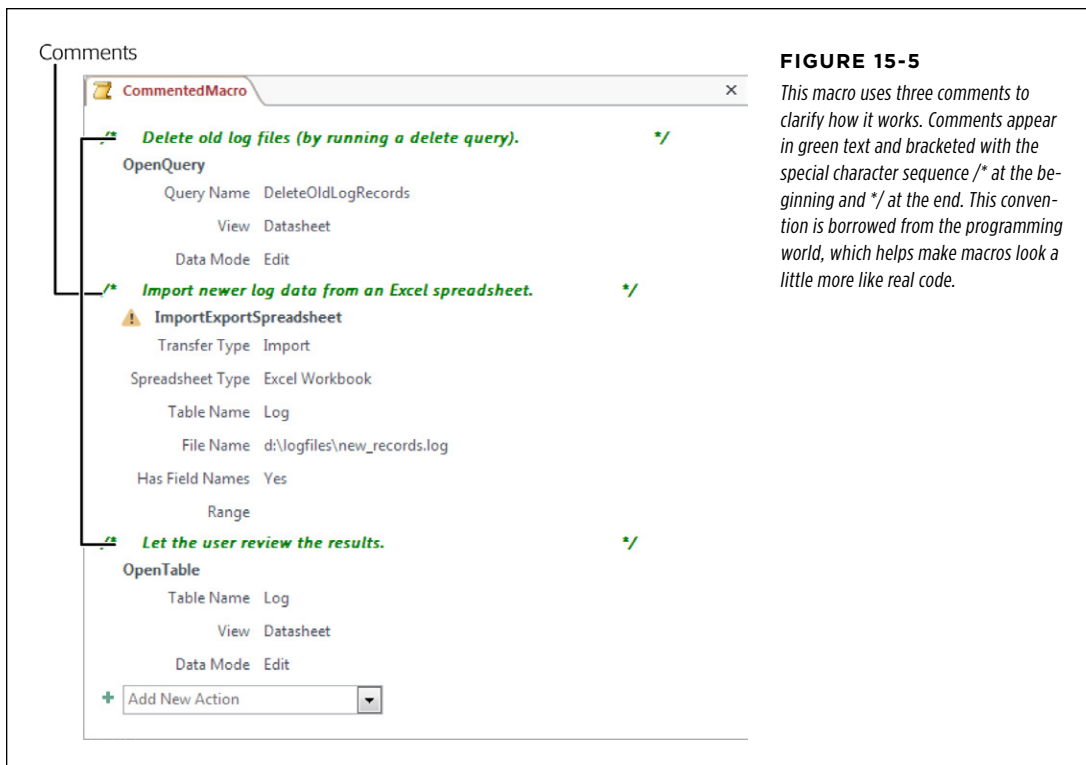 Comments
CommentedMacro
/* Delete old log files (by running a delete query). */
OpenQuery
Query Name DeleteOldLogRecords
View Datasheet
Data Mode Edit
/* Import newer log data from an Excel spreadsheet. */
ImportExportSpreadsheet
Transfer Type Import
Spreadsheet Type Excel Workbook
Table Name Log
File Name d:\logfiles\new_records.log
Has Field Names Yes
Range
/* Let the user review the results. */
OpenTable
Table Name Log
View Datasheet
Data Mode Edit
Add New Action
FIGURE 15-5
This macro uses three comments to
clarify how it works. Comments appear
in green text and bracketed with the
special character sequence /* at the be-
ginning and */ at the end. This conven-
tion is borrowed from the programming
world, which helps make macros look a
little more like real code.